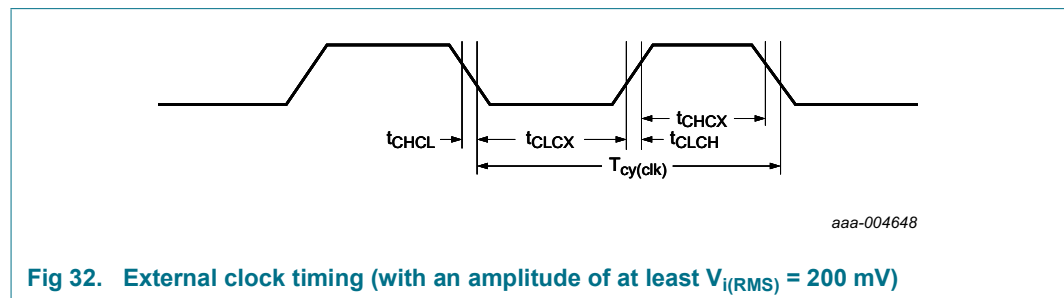 tCHCX
tCHCL tCLCX tCLCH
Tcy(clk)
aaa-004648
Fig 32. External clock timing (with an amplitude of at least Vi(RMS) = 200 mV)